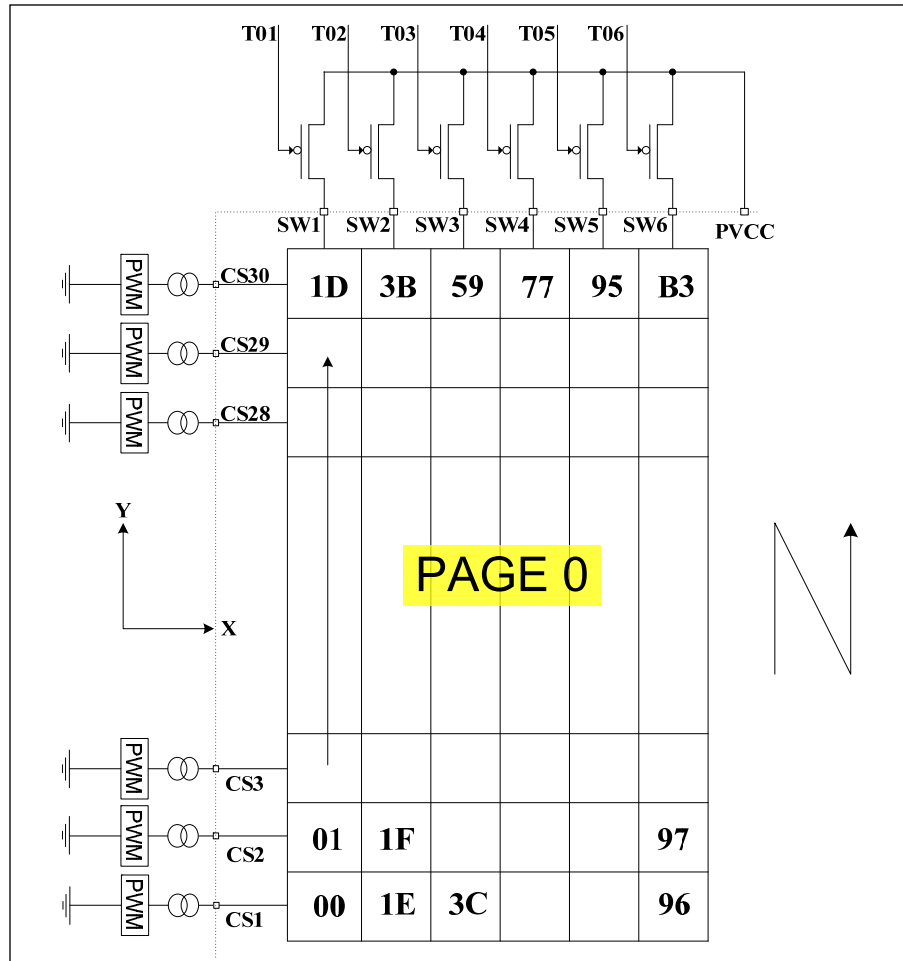 T01 T02 T03 T04 T05 T06
SW1 SW2 SW3 SW4 SW5 SW6 PVCC
PWM CS30 1D 3B 59 77 95 B3
PWM CS29
PWM CS28
Y
PAGE 0
X
PWM CS3
PWM CS2 01 1F 97
PWM CS1 00 1E 3C 96